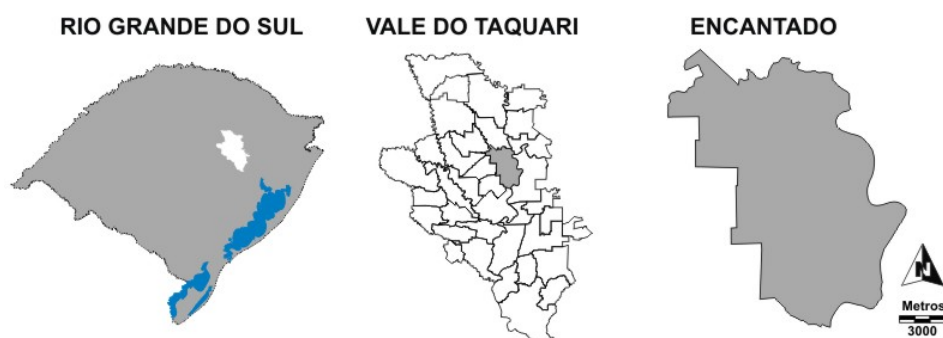 RIO GRANDE DO SUL
VALE DO TAQUARI
ENCANTADO
N
Metros
3000